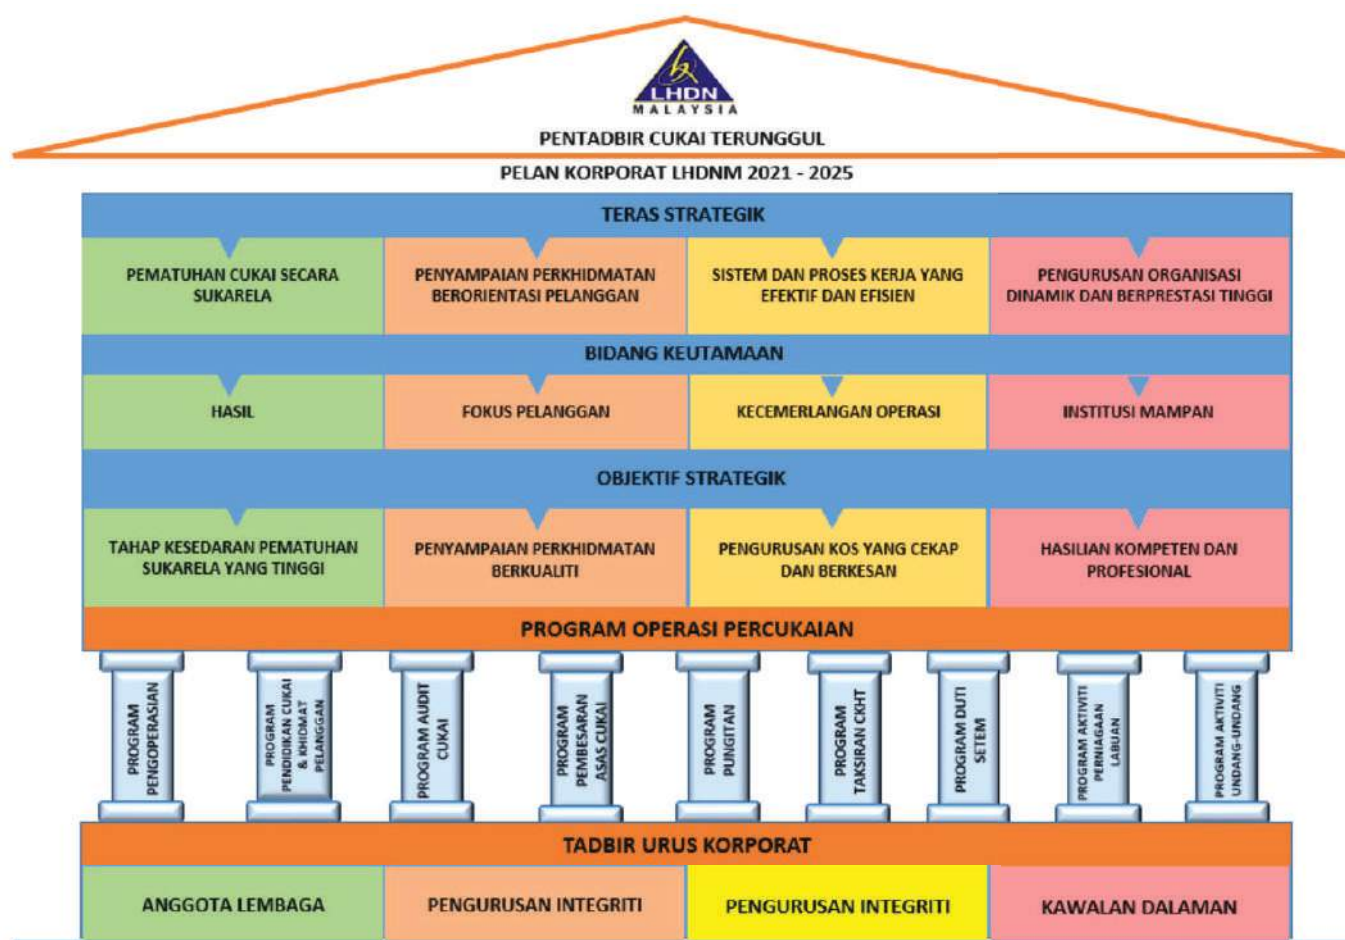 LHDN
MALAYSIA
PENTADBIR CUKAI TERUNGGUL
PELAN KORPORAT LHDNM 2021 - 2025
TERAS STRATEGIK
PEMATUHAN CUKAI SECARA
SUKARELA
PENYAMPAIAN PERKHIDMATAN
BERORIENTASI PELANGGAN
SISTEM DAN PROSES KERJA YANG
EFEKTIF DAN EFISIEN
PENGURUSAN ORGANISASI
DINAMIK DAN BERPRESTASI TINGGI
BIDANG KEUTAMAAN
HASIL
FOKUS PELANGGAN
KECEMERLANGAN OPERASI
INSTITUSI MAMPAN
OBJEKTIF STRATEGIK
TAHAP KESEDARAN PEMATUHAN
SUKARELA YANG TINGGI
PENYAMPAIAN PERKHIDMATAN
BERKUALITI
PENGURUSAN KOS YANG CEKAP
DAN BERKESAN
HASILIAN KOMPETEN DAN
PROFESIONAL
PROGRAM OPERASI PERCUKAIAN
PROGRAM
PENGOPERASIAN
PROGRAM
PENDIDIKAN CUKAI
& KHIDMAT
PELANGGAN
PROGRAM AUDIT
CUKAI
PROGRAM
PEMBESARAN
ASAS CUKAI
PROGRAM
PUNGITAN
PROGRAM
TAKSIRAN CKHT
PROGRAM DUTI
SETEM
PROGRAM AKTIVITI
PERNIAGAAN
LABUAN
PROGRAM AKTIVITI
UNDANG-UNDANG
TADBIR URUS KORPORAT
ANGGOTA LEMBAGA
PENGURUSAN INTEGRITI
PENGURUSAN INTEGRITI
KAWALAN DALAMAN